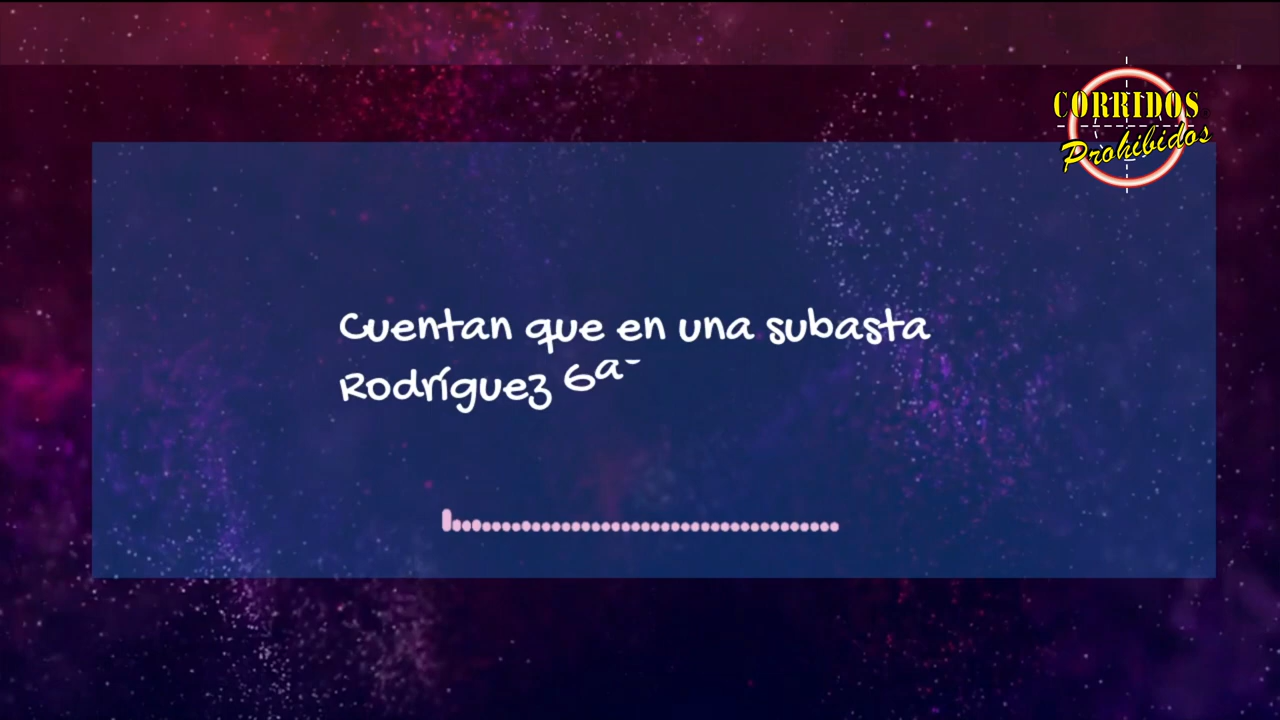 CORRIDOS
Prohibidos
Cuentan que en una subasta
Rodríguez